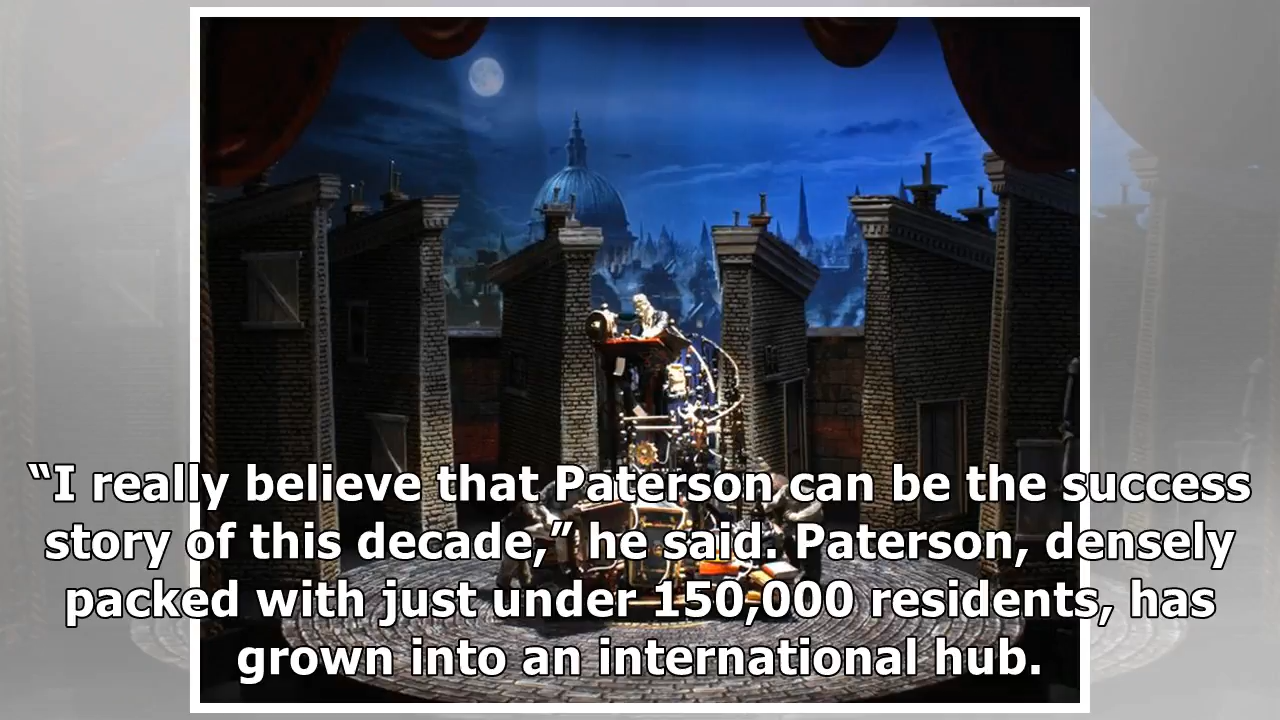 “I really believe that Paterson can be the success
story of this decade,” he said. Paterson, densely
packed with just under 150,000 residents, has
grown into an international hub.